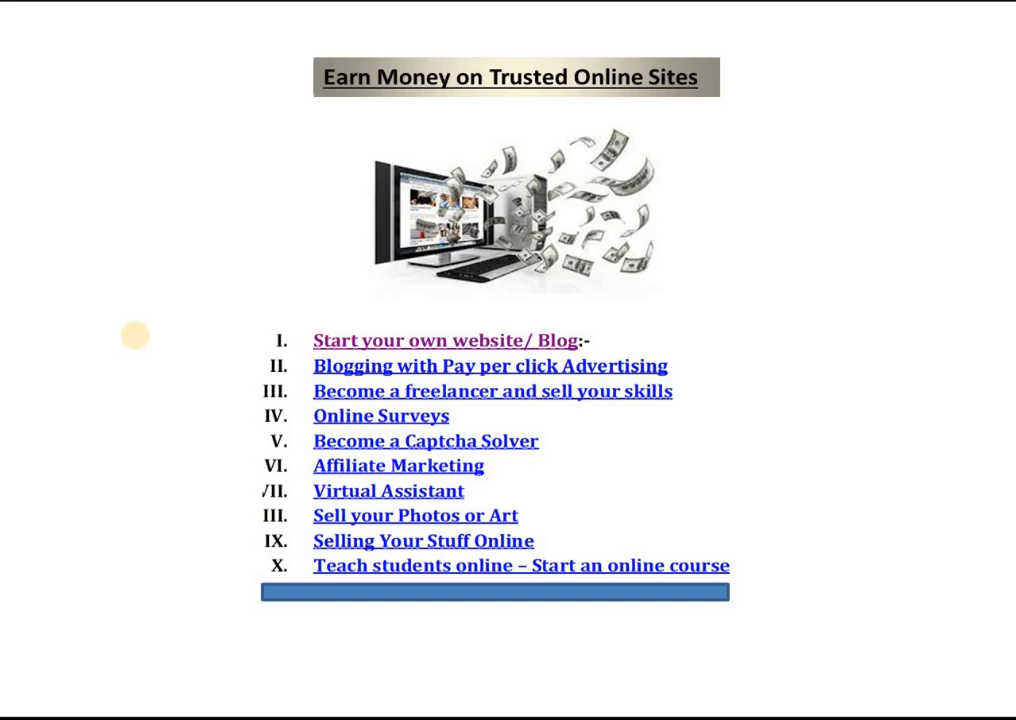 Earn Money on Trusted Online Sites
I. Start your own website/ Blog:-
II. Blogging with Pay per click Advertising
III. Become a freelancer and sell your skills
IV. Online Surveys
V. Become a Captcha Solver
VI. Affiliate Marketing
/II. Virtual Assistant
III. Sell your Photos or Art
IX. Selling Your Stuff Online
X. Teach students online – Start an online course